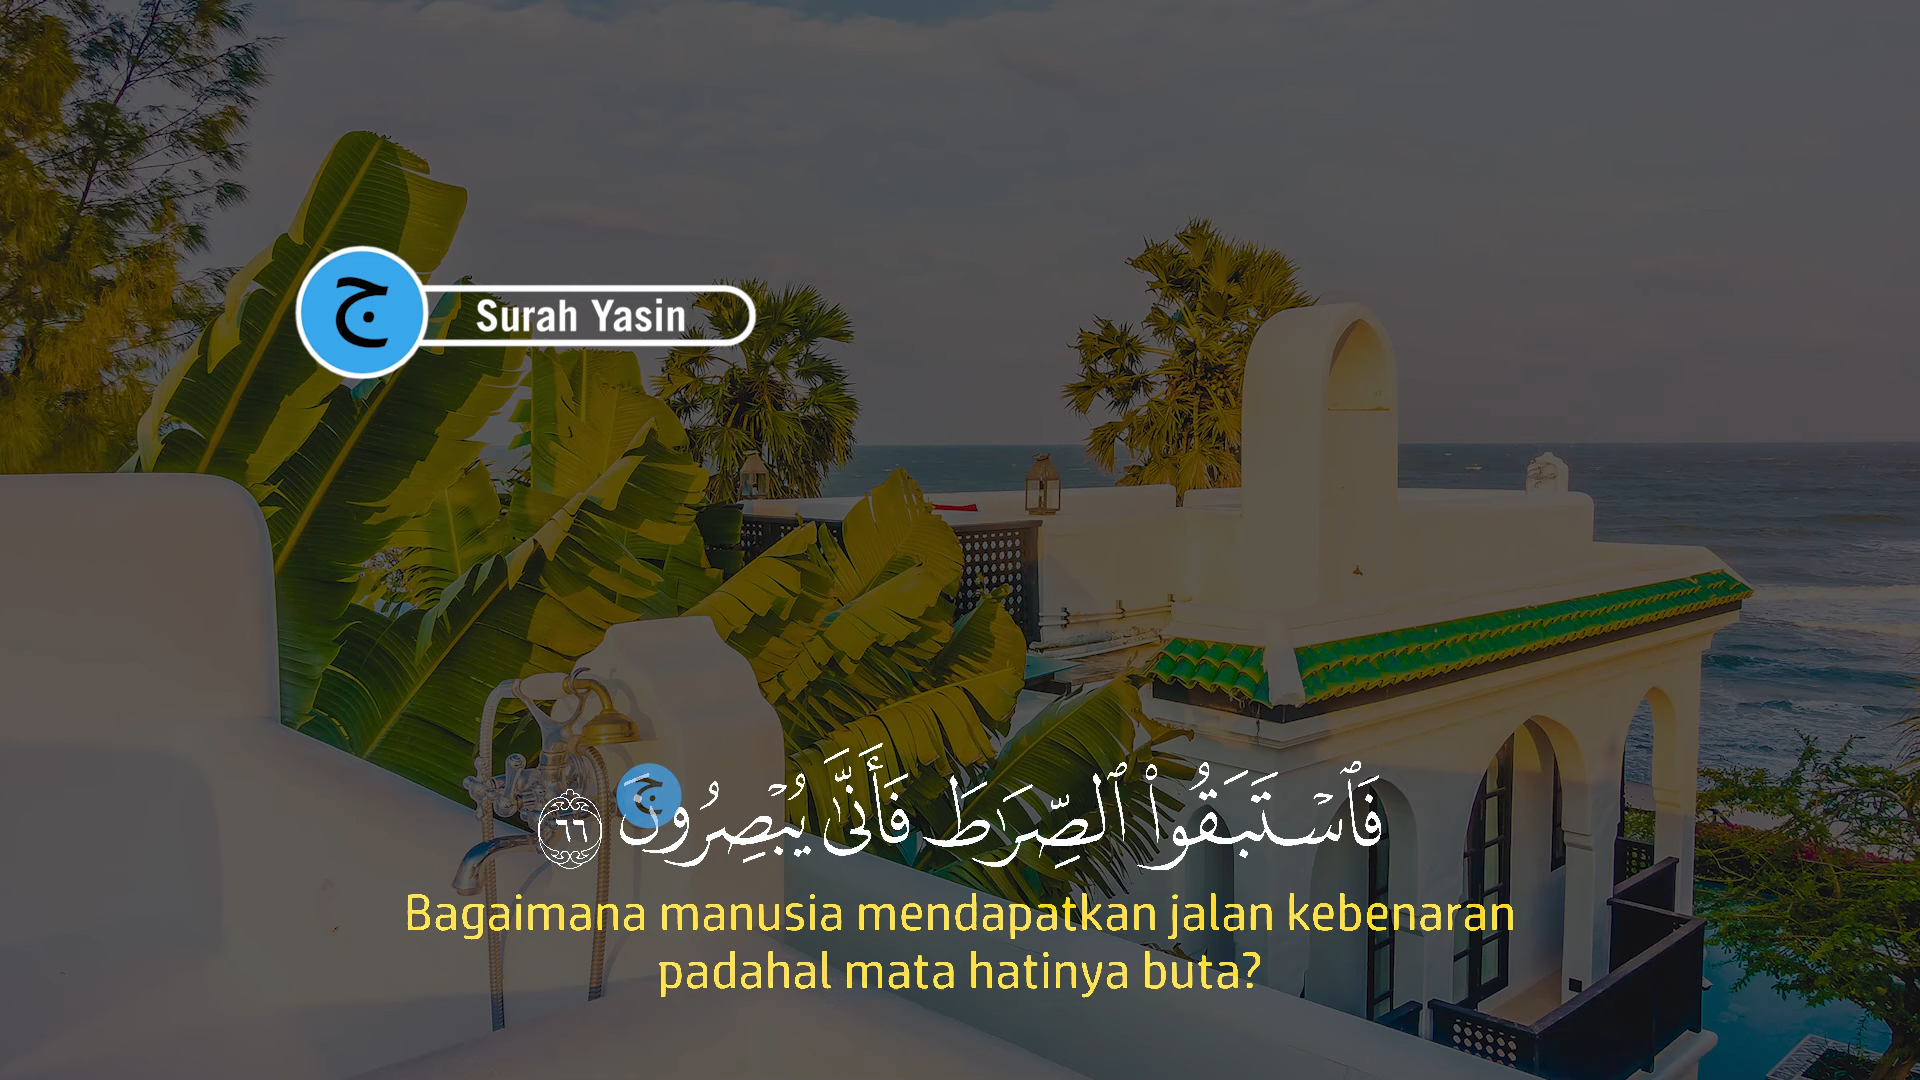 ج
Surah Yasin
فَٱسْتَبَقُوا۟ ٱلصِّرَٰطَ فَأَنَّىٰ يُبْصِرُونَ ٦٦
ج
Bagaimana manusia mendapatkan jalan kebenaran
padahal mata hatinya buta?